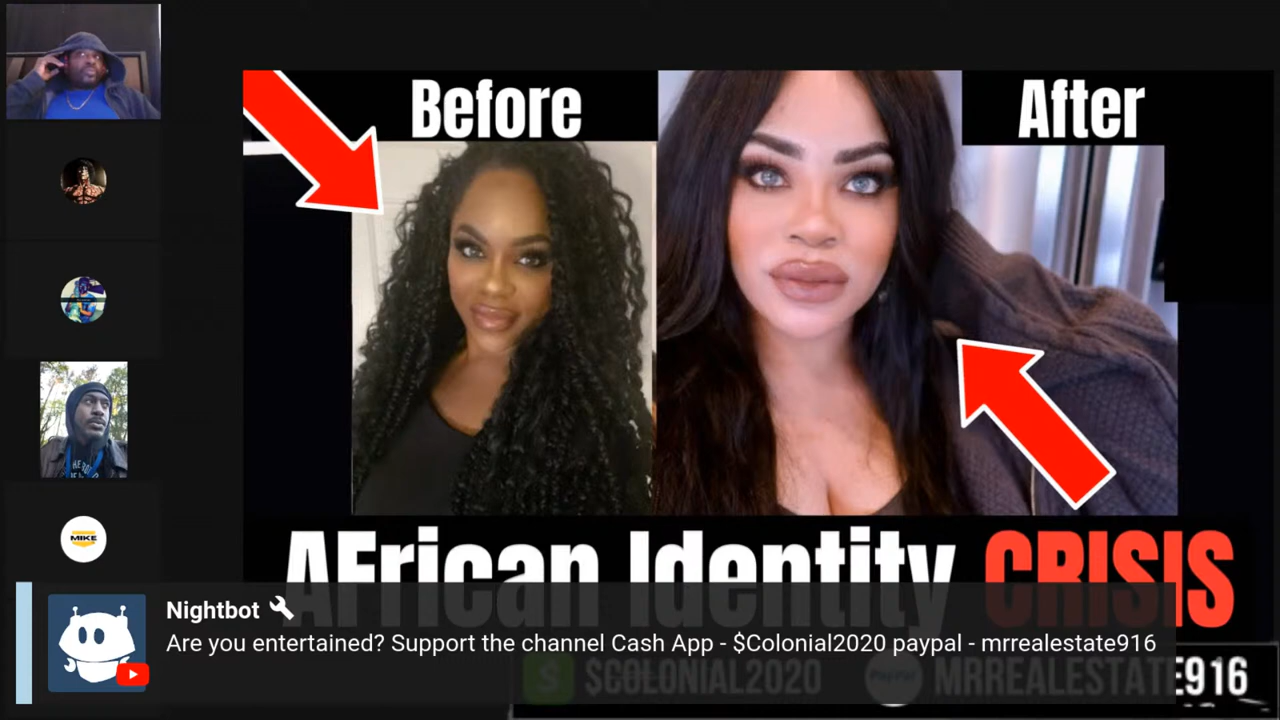 Before
After
MIKE
AFrican Identity CRISIS
Nightbot
Are you entertained? Support the channel Cash App - $Colonial2020 paypal - mrrealestate916
$COLONIAL2020 PayPal MRREALESTATE916